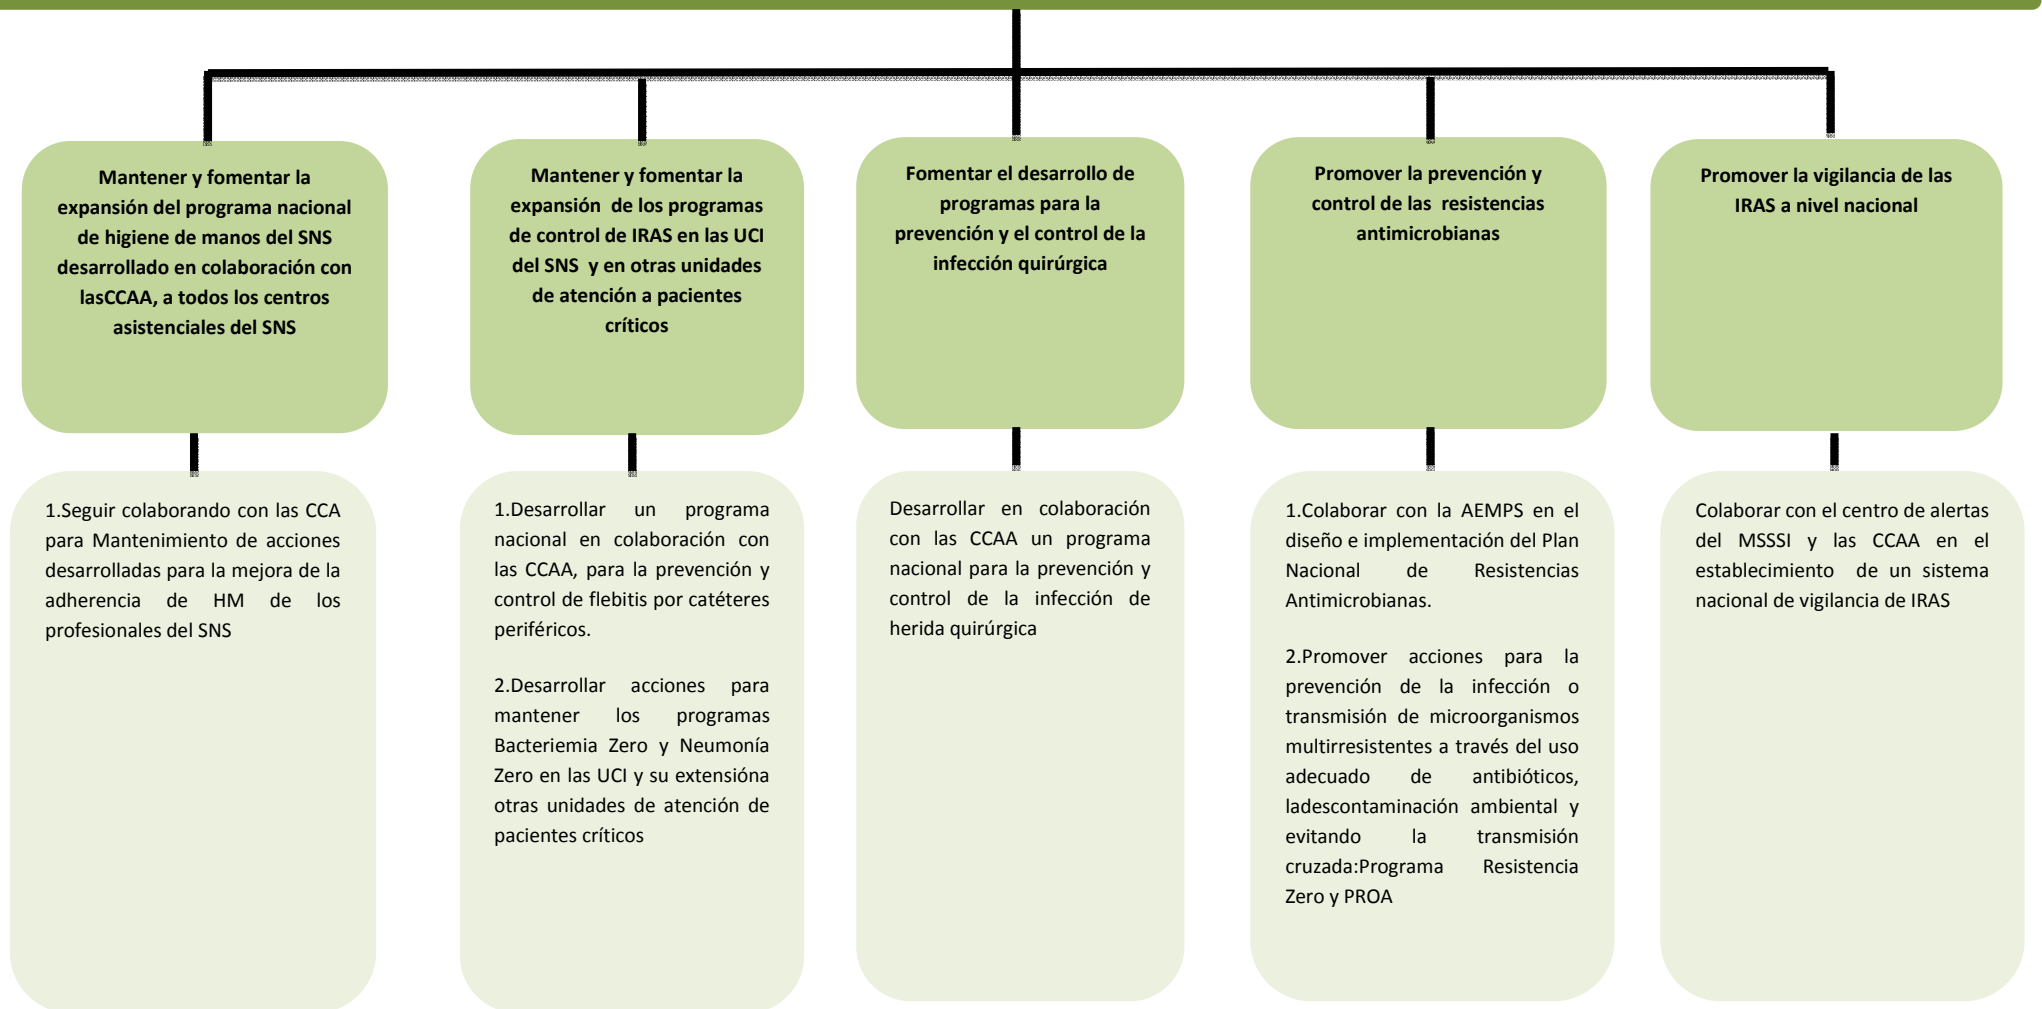 Mantener y fomentar la
expansión del programa nacional
de higiene de manos del SNS
desarrollado en colaboración con
lasCCAA, a todos los centros
asistenciales del SNS
Mantener y fomentar la
expansión de los programas
de control de IRAS en las UCI
del SNS y en otras unidades
de atención a pacientes
críticos
Fomentar el desarrollo de
programas para la
prevención y el control de la
infección quirúrgica
Promover la prevención y
control de las resistencias
antimicrobianas
Promover la vigilancia de las
IRAS a nivel nacional
1.Seguir colaborando con las CCA
para Mantenimiento de acciones
desarrolladas para la mejora de la
adherencia de HM de los
profesionales del SNS
1.Desarrollar un programa
nacional en colaboración con
las CCAA, para la prevención y
control de flebitis por catéteres
periféricos.
2.Desarrollar acciones para
mantener los programas
Bacteriemia Zero y Neumonía
Zero en las UCI y su extensióna
otras unidades de atención de
pacientes críticos
Desarrollar en colaboración
con las CCAA un programa
nacional para la prevención y
control de la infección de
herida quirúrgica
1.Colaborar con la AEMPS en el
diseño e implementación del Plan
Nacional de Resistencias
Antimicrobianas.
2.Promover acciones para la
prevención de la infección o
transmisión de microorganismos
multirresistentes a través del uso
adecuado de antibióticos,
ladescontaminación ambiental y
evitando la transmisión
cruzada:Programa Resistencia
Zero y PROA
Colaborar con el centro de alertas
del MSSSI y las CCAA en el
establecimiento de un sistema
nacional de vigilancia de IRAS